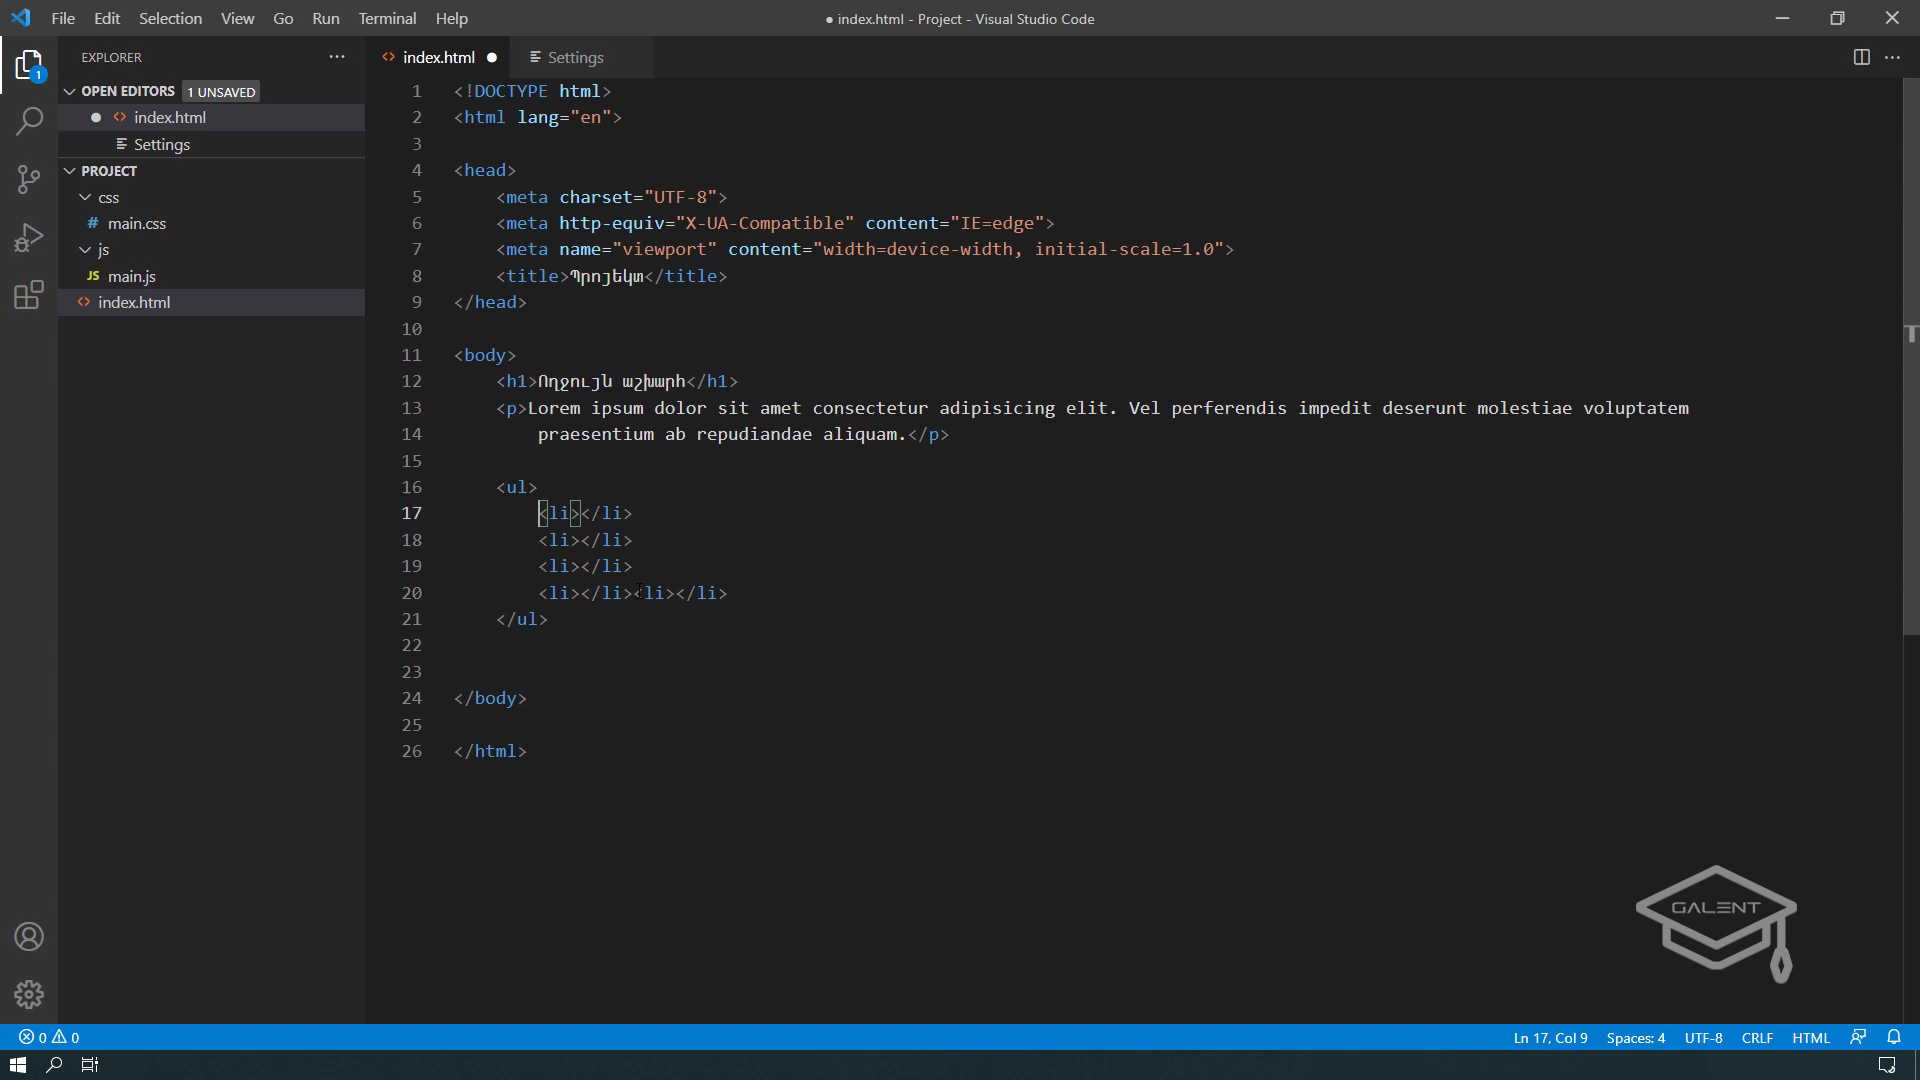 File Edit Selection View Go Run Terminal Help
● index.html - Project - Visual Studio Code
EXPLORER
OPEN EDITORS 1 UNSAVED
index.html
Settings
PROJECT
css
# main.css
js
JS main.js
index.html
1
index.html
Settings
1 <!DOCTYPE html>
2 <html lang="en">
3
4 <head>
5 <meta charset="UTF-8">
6 <meta http-equiv="X-UA-Compatible" content="IE=edge">
7 <meta name="viewport" content="width=device-width, initial-scale=1.0">
8 <title>Պրոյեկտ</title>
9 </head>
10
11 <body>
12 <h1>Ողջույն աշխարհ</h1>
13 <p>Lorem ipsum dolor sit amet consectetur adipisicing elit. Vel perferendis impedit deserunt molestiae voluptatem
14 praesentium ab repudiandae aliquam.</p>
15
16 <ul>
17 <li></li>
18 <li></li>
19 <li></li>
20 <li></li><li></li>
21 </ul>
22
23
24 </body>
25
26 </html>
GALENT
0 0
Ln 17, Col 9 Spaces: 4 UTF-8 CRLF HTML